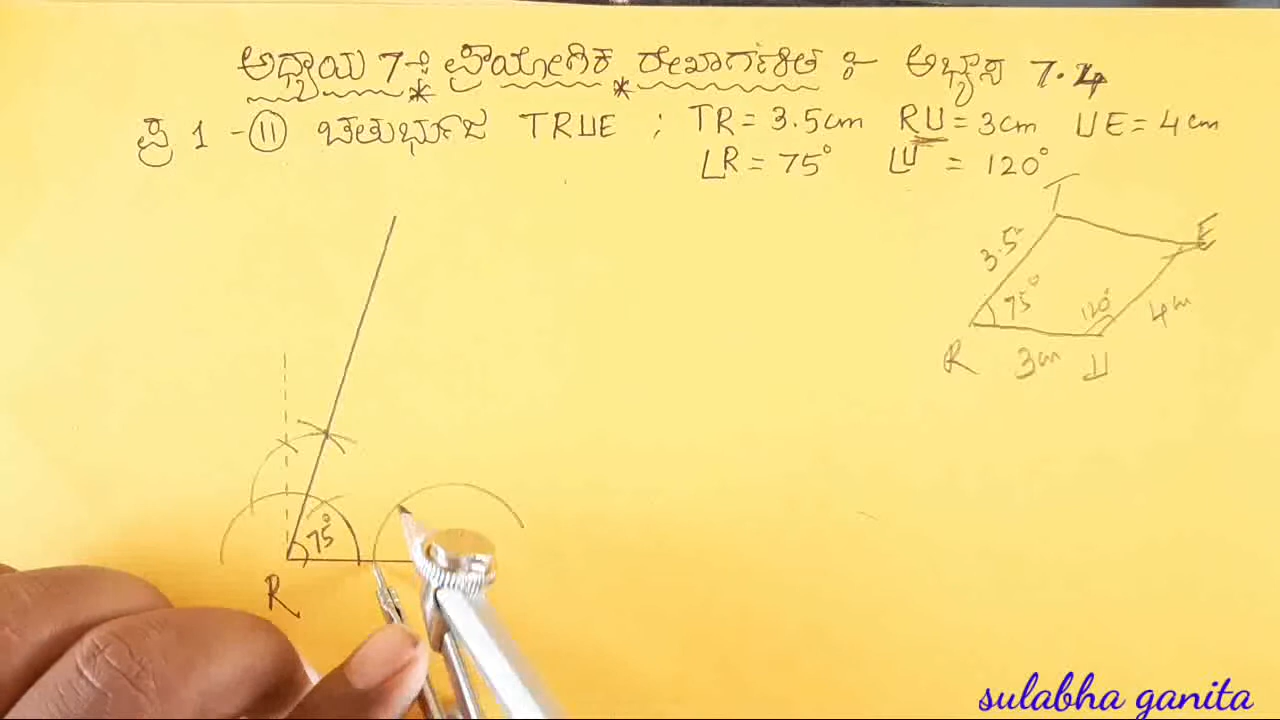 ಅಧ್ಯಾಯ 7 :- ಪ್ರಾಯೋಗಿಕ ರೇಖಾಗಣಿತ :- ಅಭ್ಯಾಸ 7.4
ಪ್ರ 1 - (ii) ಚತುರ್ಭುಜ TRUE ; TR = 3.5cm RU = 3cm UE = 4cm
∠R = 75° ∠U = 120°
T
E
3.5
75°
120°
4cm
R 3cm U
75°
R
sulabha ganita